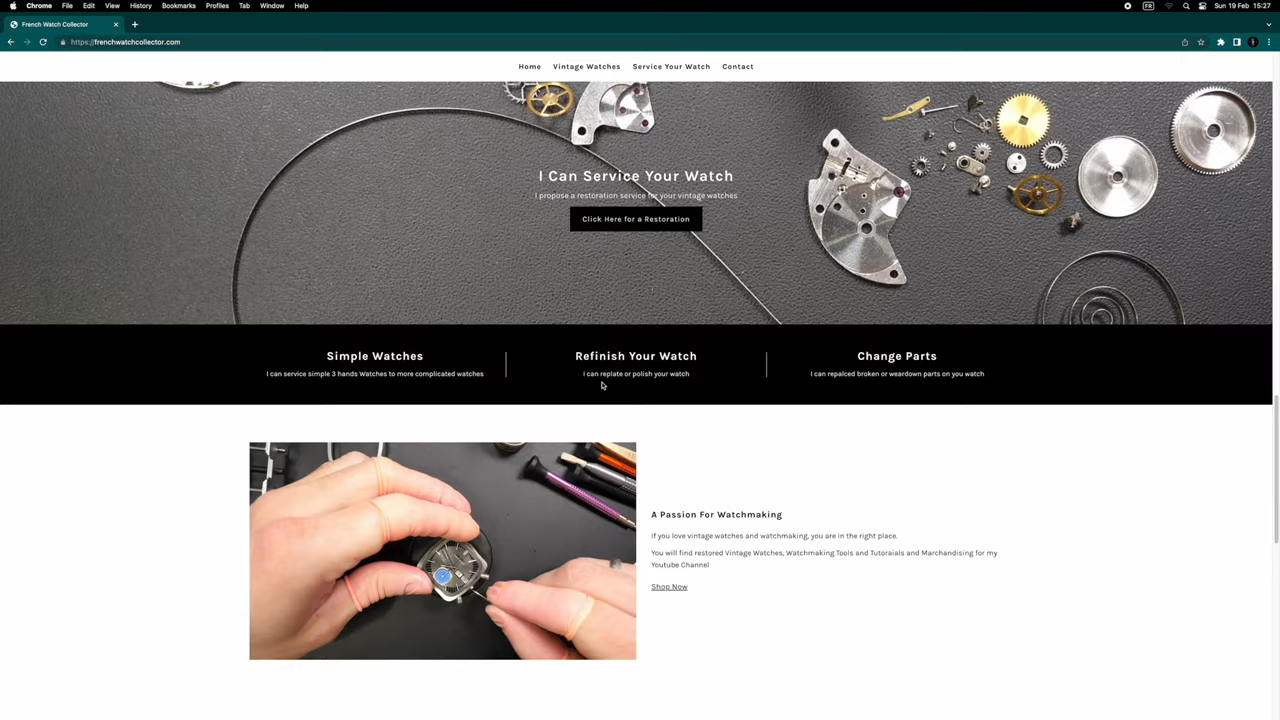 Chrome File Edit View History Bookmarks Profiles Tab Window Help FR Sun 19 Feb 15:27
French Watch Collector
https://frenchwatchcollector.com
Home Vintage Watches Service Your Watch Contact
I Can Service Your Watch
I propose a restoration service for your vintage watches
Click Here for a Restoration
Simple Watches
I can service simple 3 hands Watches to more complicated watches
Refinish Your Watch
I can replate or polish your watch
Change Parts
I can repalced broken or weardown parts on you watch
A Passion For Watchmaking
If you love vintage watches and watchmaking, you are in the right place.
You will find restored Vintage Watches, Watchmaking Tools and Tutoraials and Marchandising for my
Youtube Channel
Shop Now